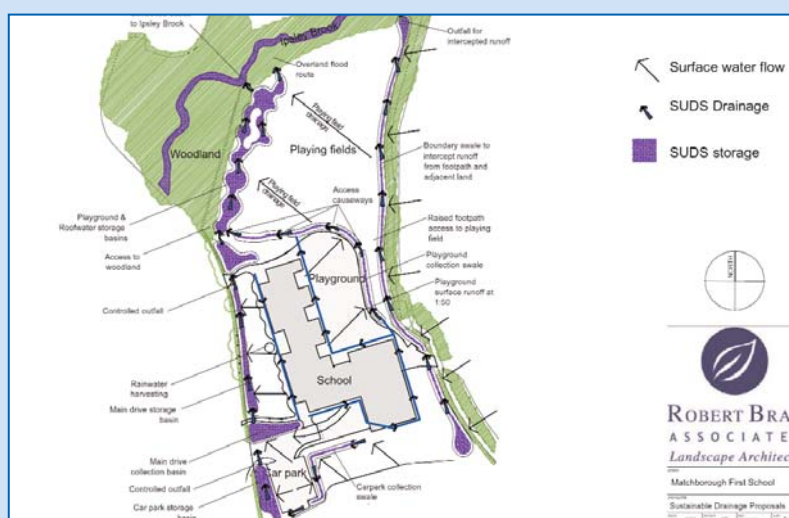 to Ipsley Brook
Ipsley Brook
Outfall for
intercepted runoff
Overland flood
route
Playing field
drainage
Woodland
Playing fields
Boundary swale to
intercept runoff
from footpath and
adjacent land
Playing field
drainage
Access
causeways
Playground &
Roofwater storage
basins
Raised footpath
access to playing
field
Access to
woodland
Playground
Playground
collection swale
Playground
surface runoff at
1:50
Controlled outfall
Rainwater
harvesting
School
Main drive storage
basin
Main drive
collection basin
Controlled outfall
Car park
Carpark collection
swale
Car park storage
basin
Surface water flow
SUDS Drainage
SUDS storage
NORTH
ROBERT BRA
ASSOCIATE
Landscape Architec
Matchborough First School
Sustainable Drainage Proposals